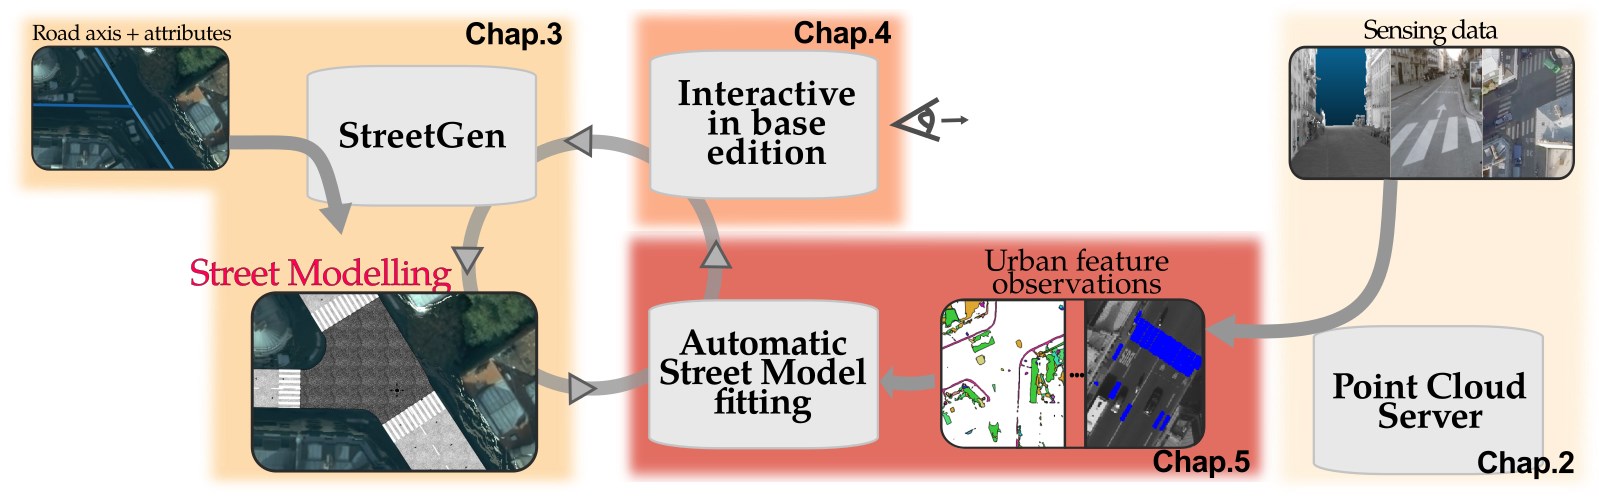 Road axis + attributes
Chap.3
StreetGen
Street Modelling
Chap.4
Interactive
in base
edition
Automatic
Street Model
fitting
Urban feature
observations
...
Chap.5
Sensing data
Point Cloud
Server
Chap.2